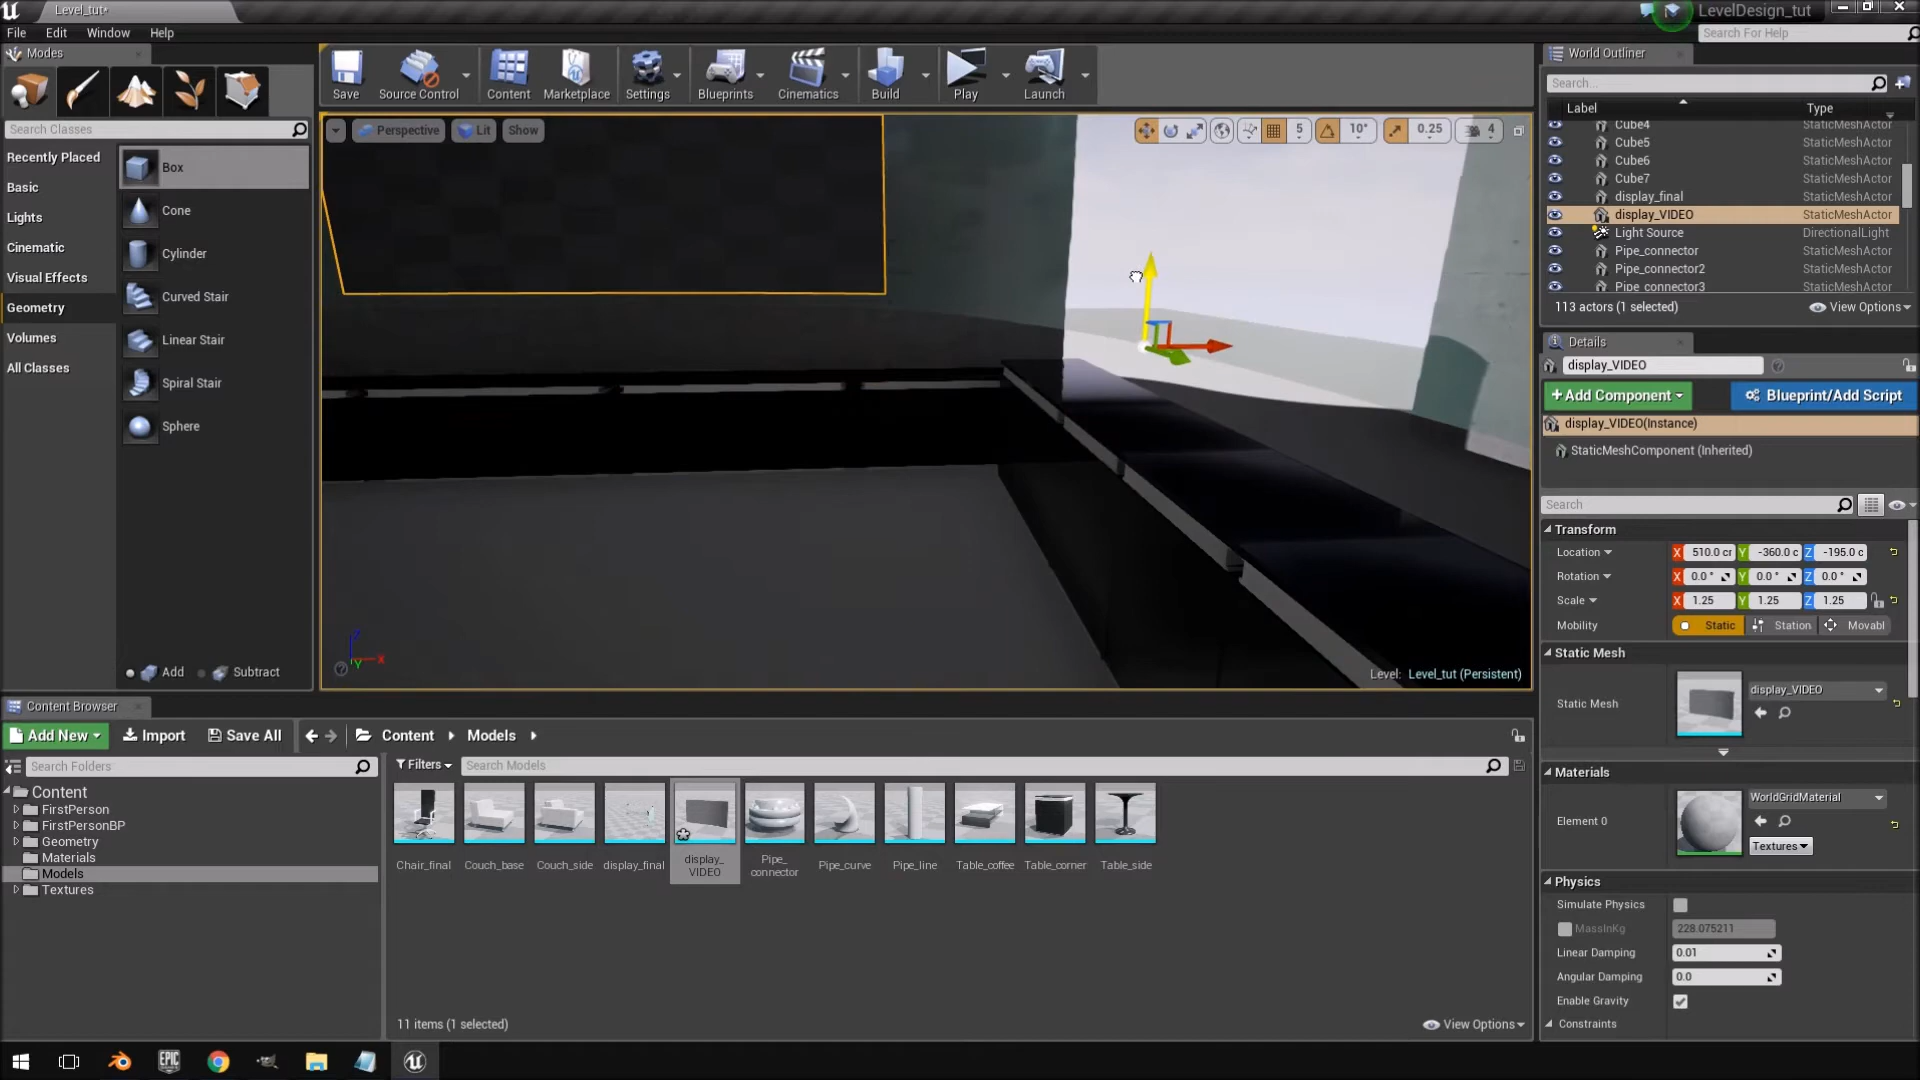 Level_tut*
LevelDesign_tut
File Edit Window Help
Search For Help
Modes
Search Classes
Recently Placed
Basic
Lights
Cinematic
Visual Effects
Geometry
Volumes
All Classes
Box
Cone
Cylinder
Curved Stair
Linear Stair
Spiral Stair
Sphere
Add Subtract
Save
Source Control
Content
Marketplace
Settings
Blueprints
Cinematics
Build
Play
Launch
Perspective Lit Show
5 10° 0.25 4
Z
X
Y
Level: Level_tut (Persistent)
World Outliner
Search...
Label Type
Cube4 StaticMeshActor
Cube5 StaticMeshActor
Cube6 StaticMeshActor
Cube7 StaticMeshActor
display_final StaticMeshActor
display_VIDEO StaticMeshActor
Light Source DirectionalLight
Pipe_connector StaticMeshActor
Pipe_connector2 StaticMeshActor
Pipe_connector3 StaticMeshActor
113 actors (1 selected) View Options
Details
display_VIDEO
+Add Component Blueprint/Add Script
display_VIDEO(Instance)
StaticMeshComponent (Inherited)
Search
Transform
Location X 510.0 cr Y -360.0 c Z -195.0 c
Rotation X 0.0 ° Y 0.0 ° Z 0.0 °
Scale X 1.25 Y 1.25 Z 1.25
Mobility Static Station Movabl
Static Mesh
Static Mesh display_VIDEO
Materials
Element 0 WorldGridMaterial
Textures
Physics
Simulate Physics
MassInKg 228.075211
Linear Damping 0.01
Angular Damping 0.0
Enable Gravity
Constraints
Content Browser
Add New Import Save All Content Models
Search Folders
Filters Search Models
Content
FirstPerson
FirstPersonBP
Geometry
Materials
Models
Textures
Chair_final
Couch_base
Couch_side
display_final
display_
VIDEO
Pipe_
connector
Pipe_curve
Pipe_line
Table_coffee
Table_corner
Table_side
11 items (1 selected) View Options
EPIC